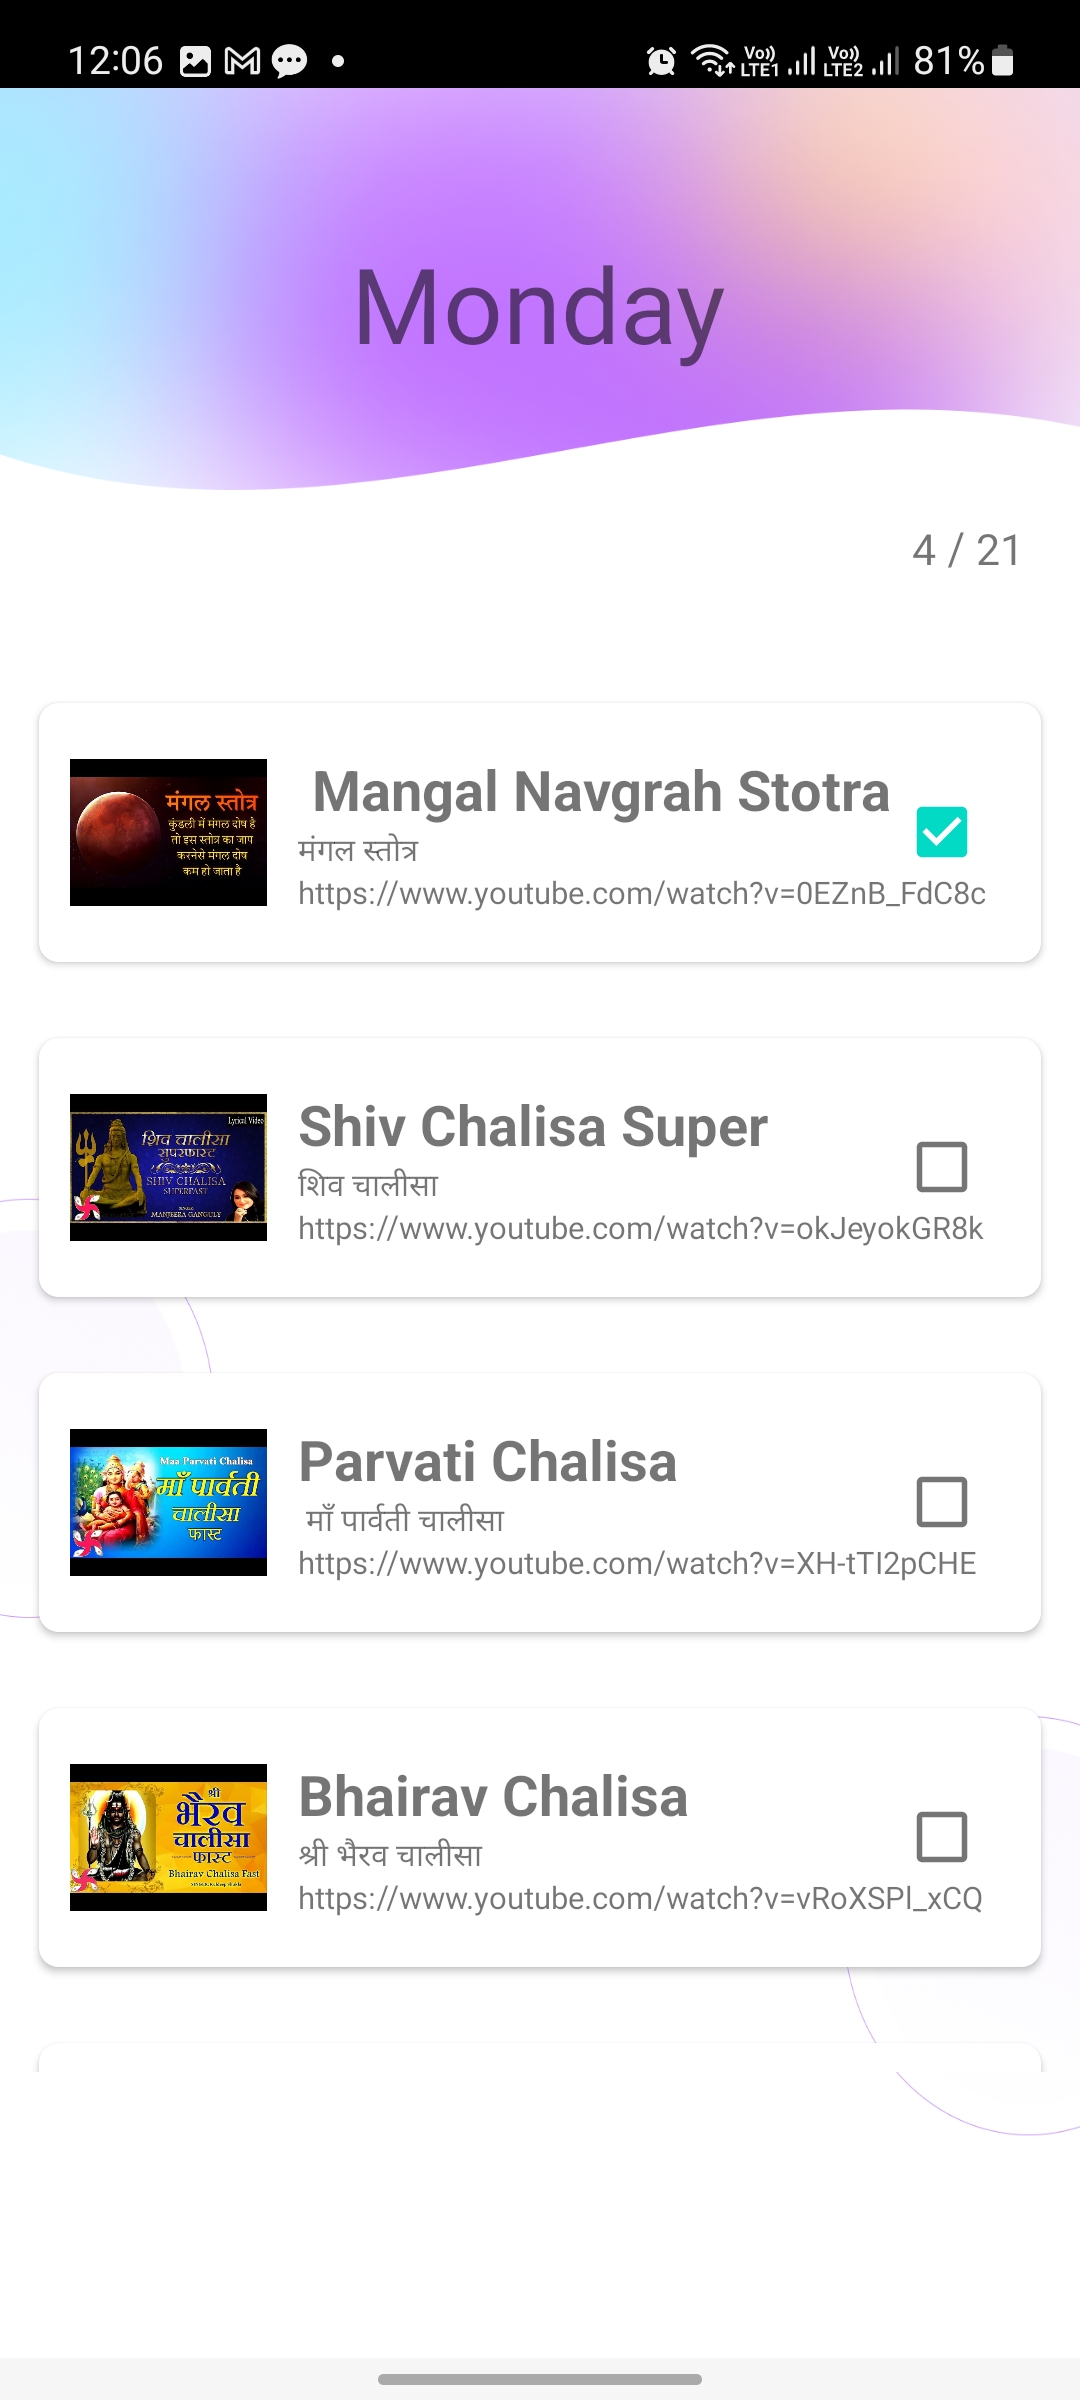 12:06 Vo)) LTE1 Vo)) LTE2 81%
Monday
4 / 21
मंगल स्तोत्र
कुंडली में मंगल दोष है
तो इस स्तोत्र का जाप
करनेसे मंगल दोष
कम हो जाता है
Mangal Navgrah Stotra
मंगल स्तोत्र
https://www.youtube.com/watch?v=0EZnB_FdC8c
Lyrical Video
शिव चालीसा
सुपरफास्ट
SHIV CHALISA
SUPERFAST
MANJEERA GANGULY
Shiv Chalisa Super
शिव चालीसा
https://www.youtube.com/watch?v=okJeyokGR8k
Maa Parvati Chalisa
माँ पार्वती
चालीसा
फास्ट
Parvati Chalisa
माँ पार्वती चालीसा
https://www.youtube.com/watch?v=XH-tTI2pCHE
श्री
भैरव
चालीसा
फास्ट
Bhairav Chalisa Fast
Bhairav Chalisa
श्री भैरव चालीसा
https://www.youtube.com/watch?v=vRoXSPl_xCQ